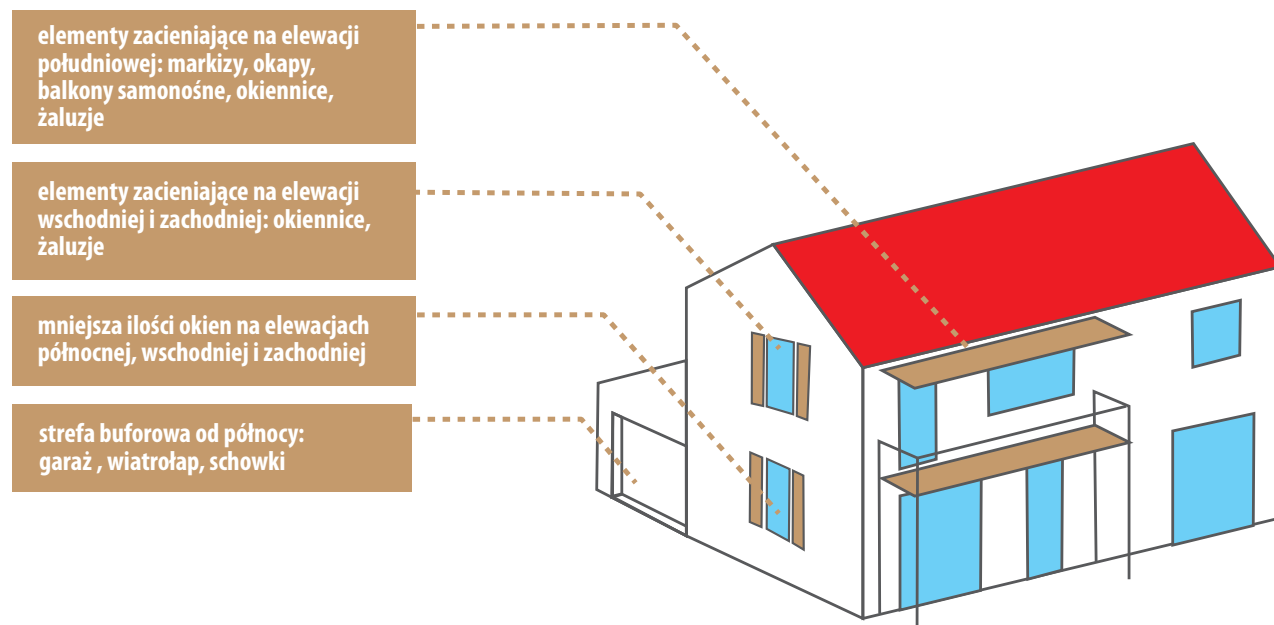 elementy zacieniające na elewacji
południowej: markizy, okapy,
balkony samonośne, okiennice,
żaluzje
elementy zacieniające na elewacji
wschodniej i zachodniej: okiennice,
żaluzje
mniejsza ilości okien na elewacjach
północnej, wschodniej i zachodniej
strefa buforowa od północy:
garaż , wiatrołap, schowki